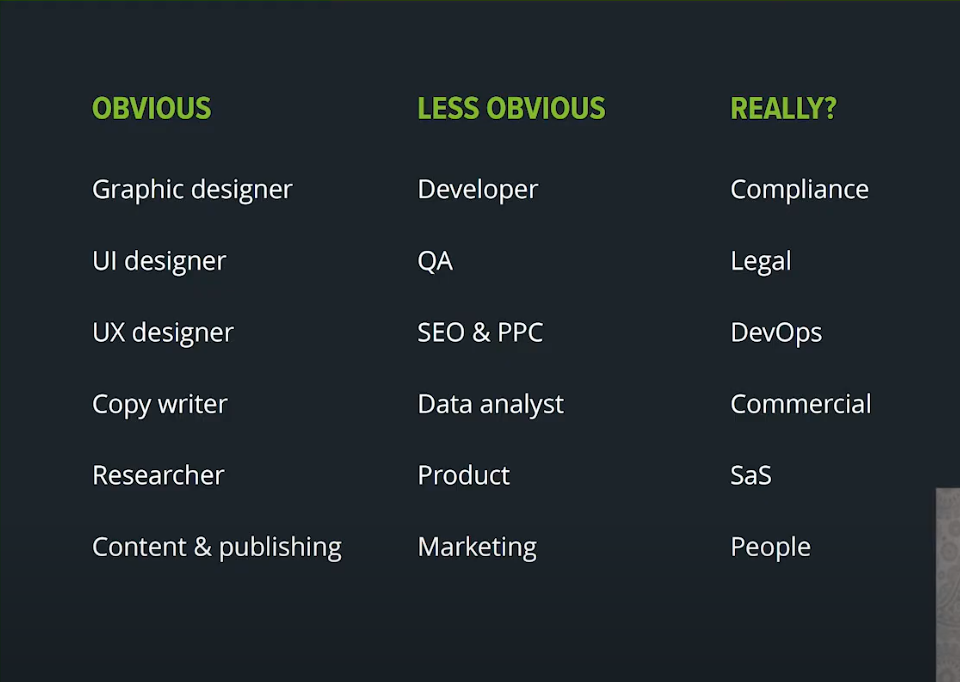 OBVIOUS
Graphic designer
UI designer
UX designer
Copy writer
Researcher
Content & publishing
LESS OBVIOUS
Developer
QA
SEO & PPC
Data analyst
Product
Marketing
REALLY?
Compliance
Legal
DevOps
Commercial
SaS
People